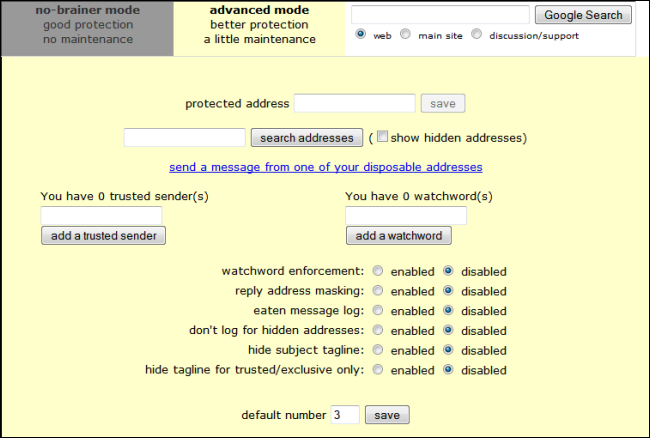 no-brainer mode
good protection
no maintenance
advanced mode
better protection
a little maintenance
Google Search
web main site discussion/support
protected address save
search addresses ( show hidden addresses)
send a message from one of your disposable addresses
You have 0 trusted sender(s)
add a trusted sender
You have 0 watchword(s)
add a watchword
watchword enforcement: enabled disabled
reply address masking: enabled disabled
eaten message log: enabled disabled
don't log for hidden addresses: enabled disabled
hide subject tagline: enabled disabled
hide tagline for trusted/exclusive only: enabled disabled
default number 3 save